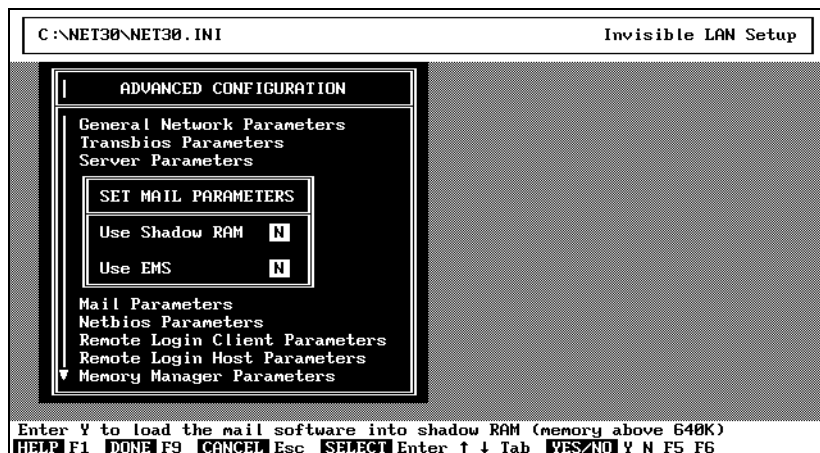 C:\NET30\NET30.INI Invisible LAN Setup
ADVANCED CONFIGURATION
General Network Parameters
Transbios Parameters
Server Parameters
SET MAIL PARAMETERS
Use Shadow RAM N
Use EMS N
Mail Parameters
Netbios Parameters
Remote Login Client Parameters
Remote Login Host Parameters
▼ Memory Manager Parameters
Enter Y to load the mail software into shadow RAM (memory above 640K)
HELP F1 DONE F9 CANCEL Esc SELECT Enter ↑ ↓ Tab YES/NO Y N F5 F6